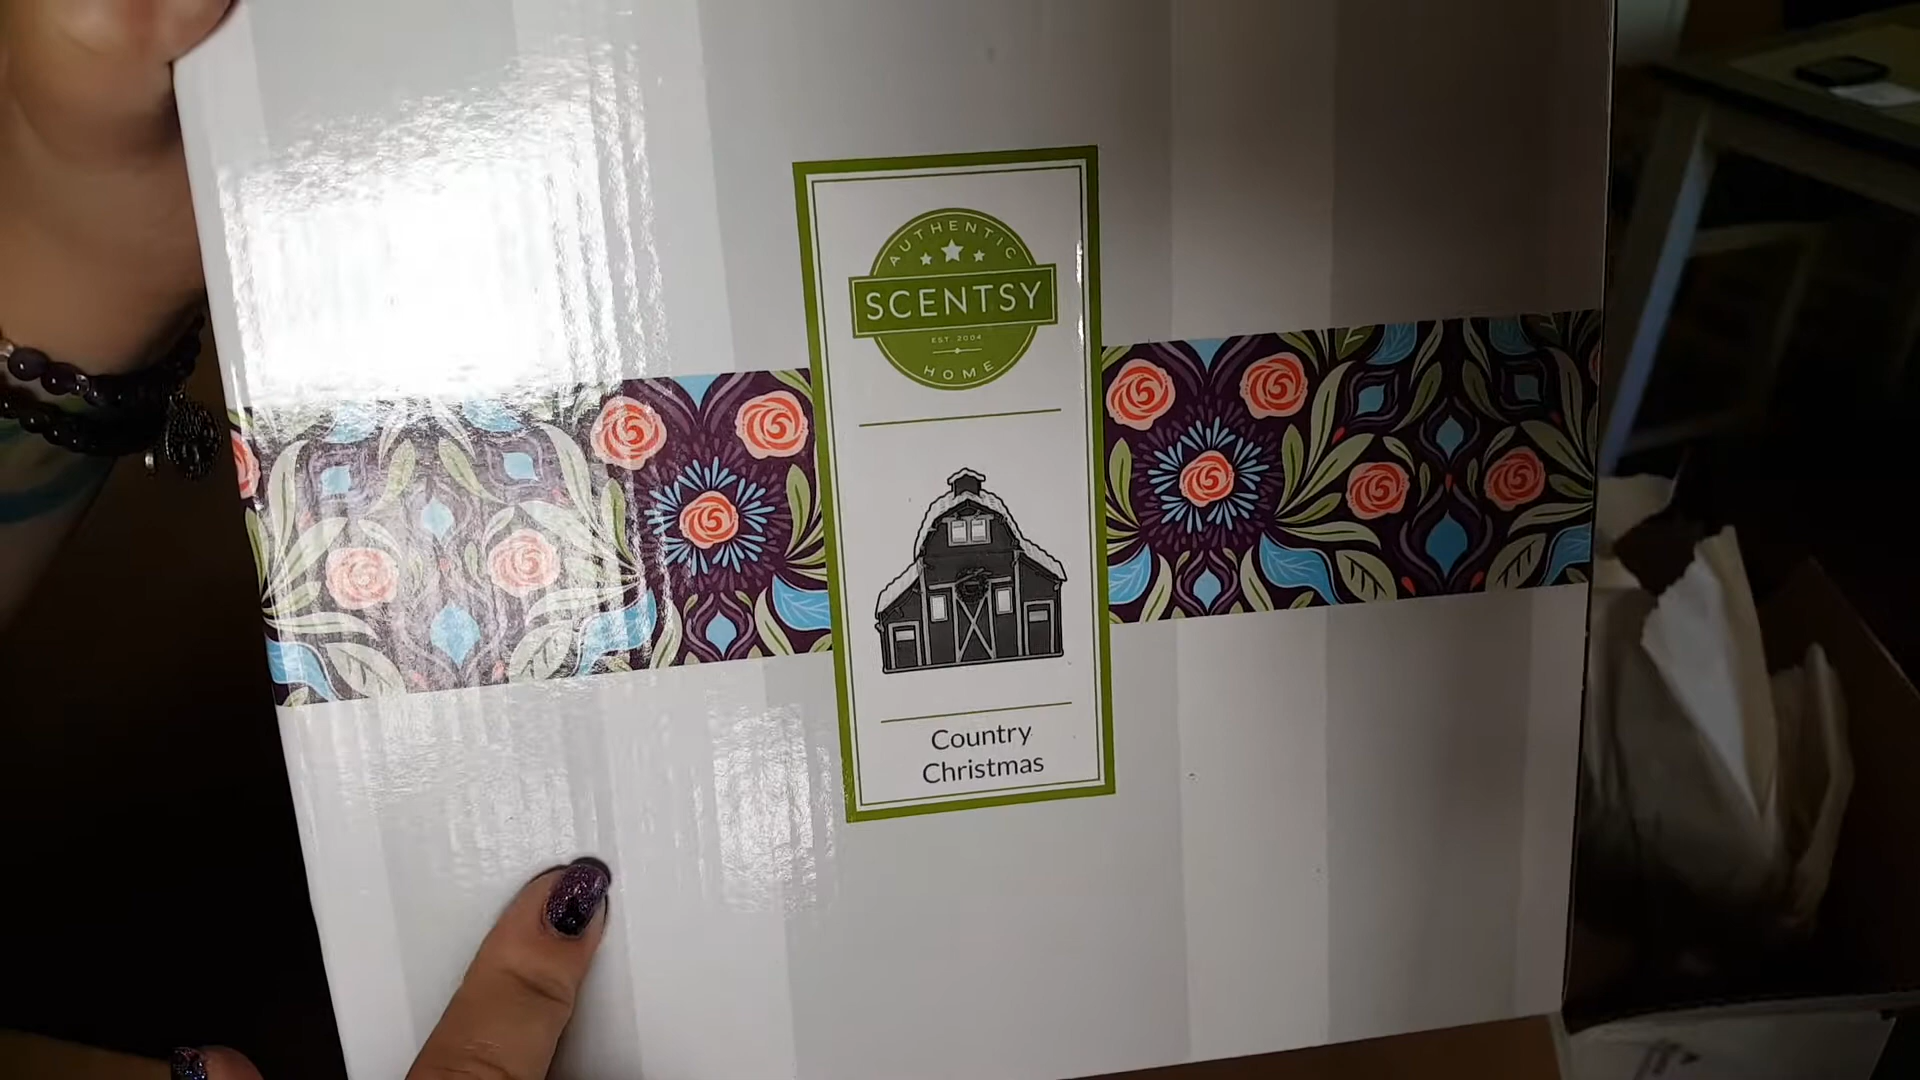 AUTHENTIC
SCENTSY
EST. 2004
HOME
Country
Christmas